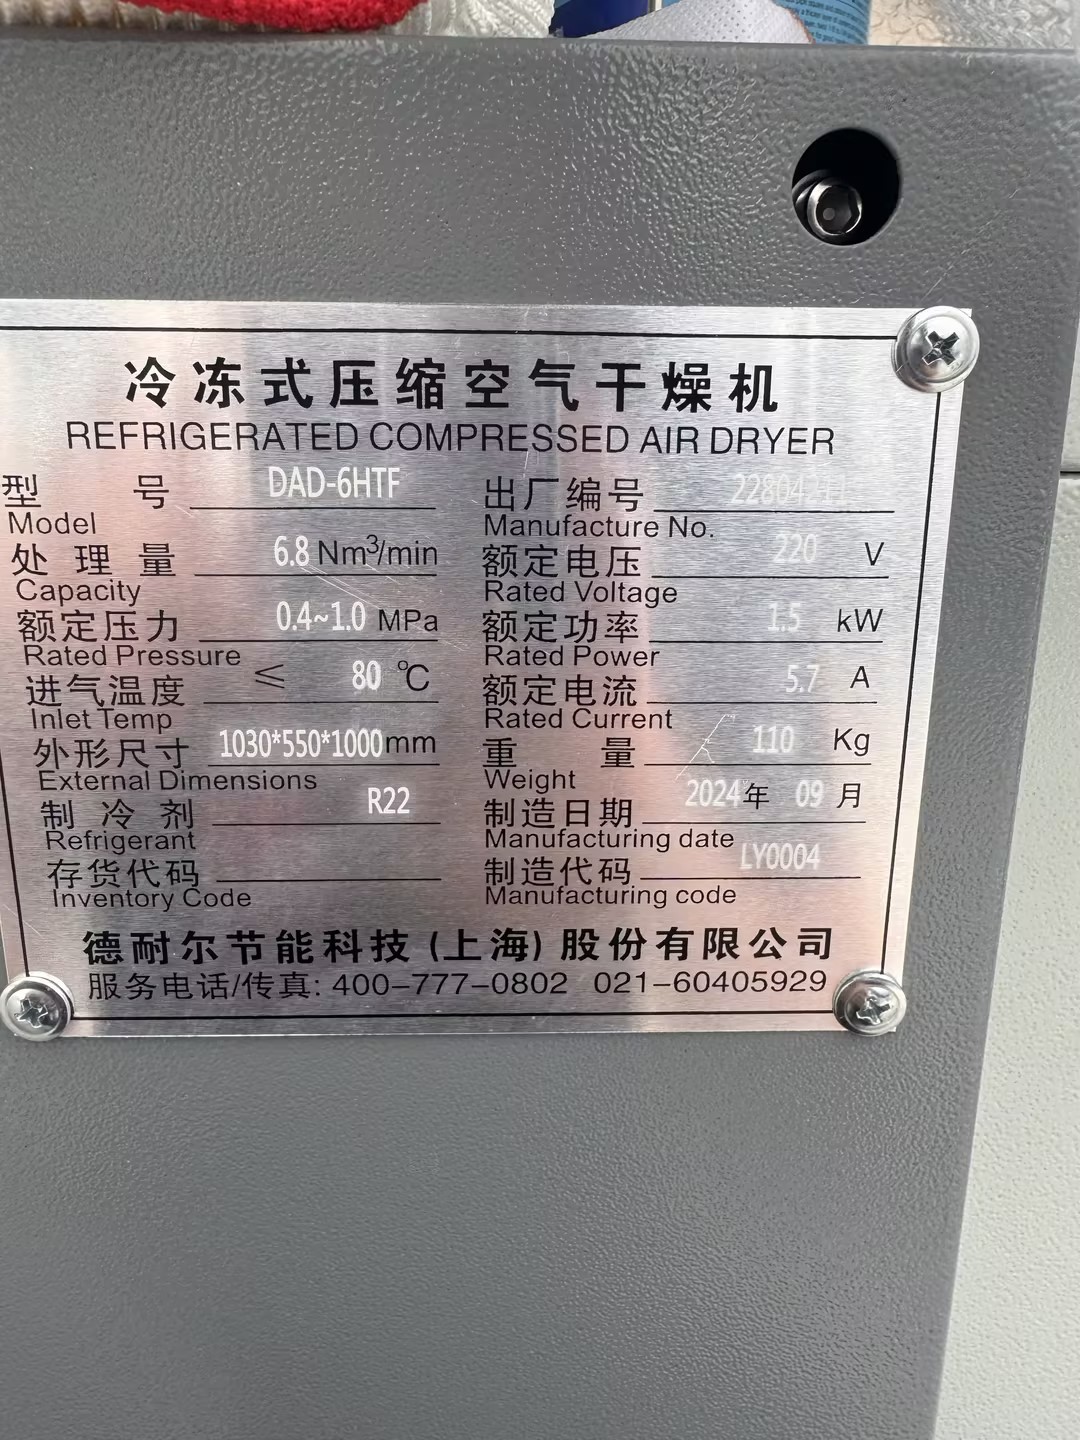 冷冻式压缩空气干燥机
REFRIGERATED COMPRESSED AIR DRYER
型 号 DAD-6HTF
Model
处理量 6.8 Nm³/min
Capacity
额定压力 0.4~1.0 MPa
Rated Pressure
进气温度 ≤ 80 ℃
Inlet Temp
外形尺寸 1030*550*1000mm
External Dimensions
制冷剂 R22
Refrigerant
存货代码
Inventory Code
出厂编号
Manufacture No.
额定电压 220 V
Rated Voltage
额定功率 1.5 kW
Rated Power
额定电流 5.7 A
Rated Current
重 量 110 Kg
Weight
制造日期 2024年 09月
Manufacturing date
制造代码 LY0004
Manufacturing code
德耐尔节能科技(上海)股份有限公司
服务电话/传真: 400-777-0802 021-60405929